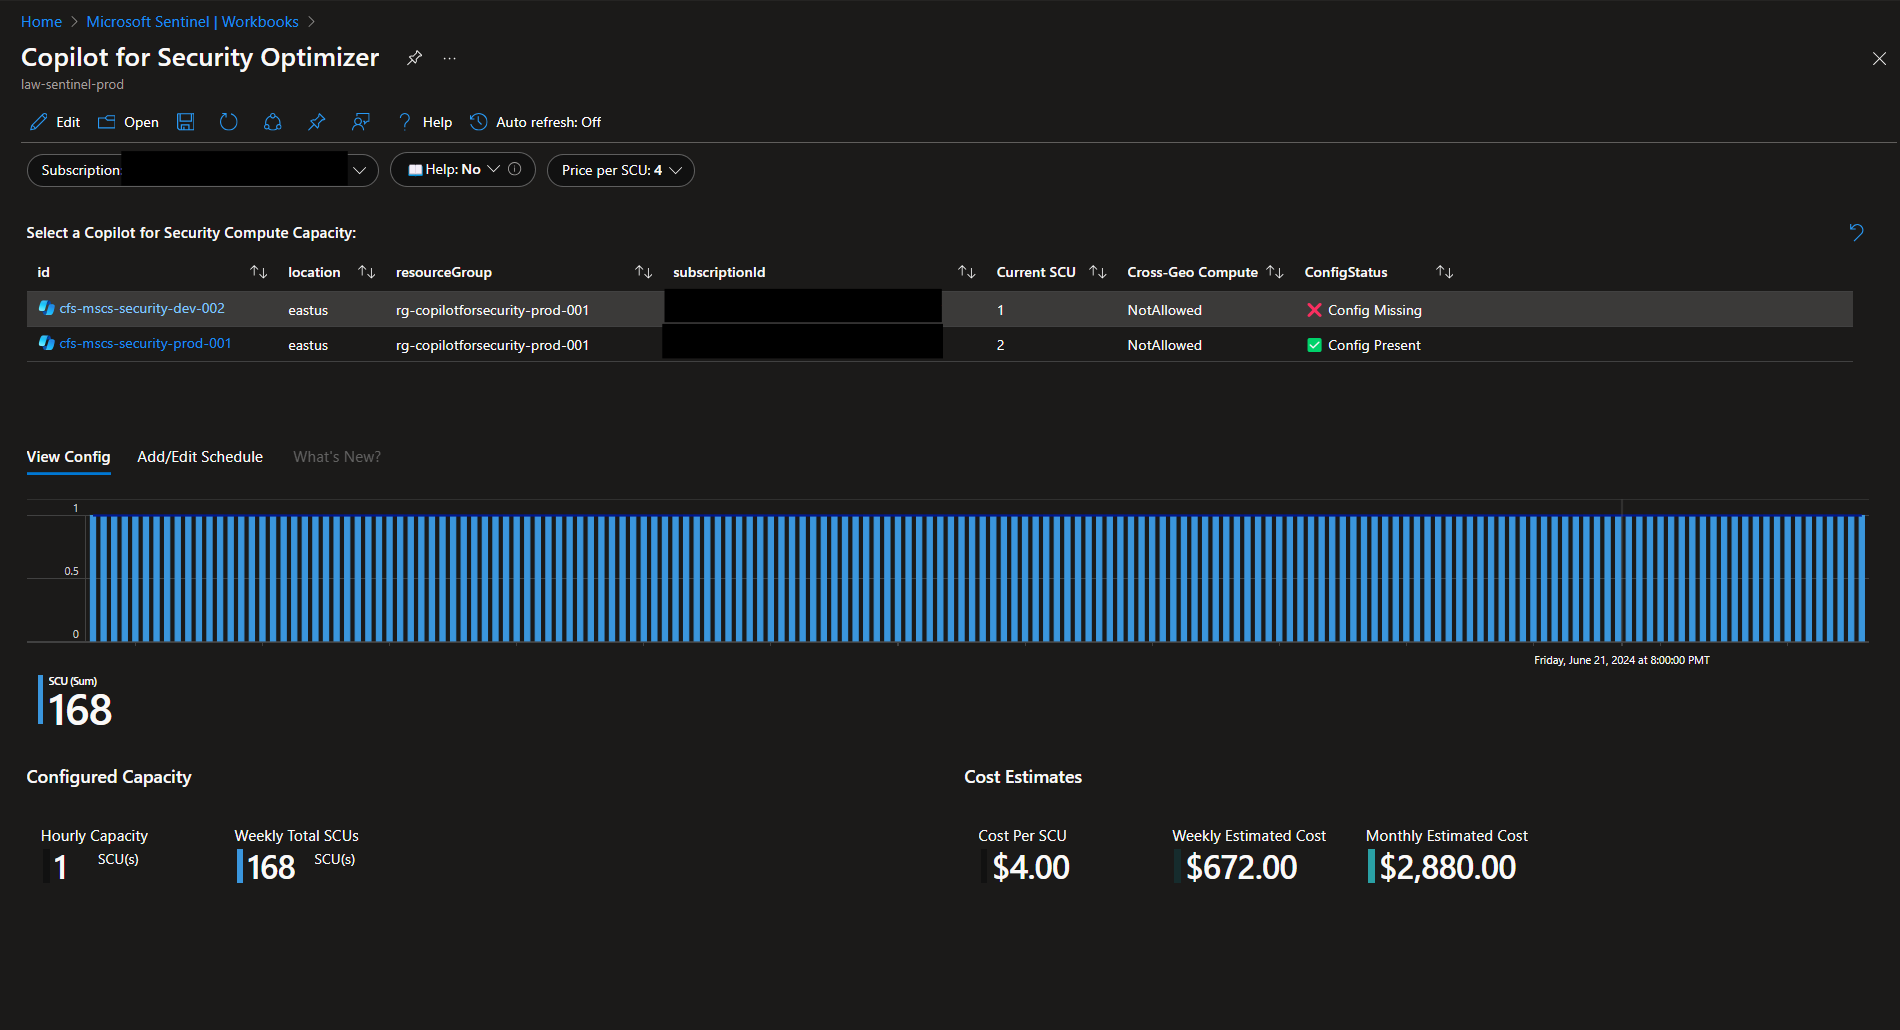 Home > Microsoft Sentinel | Workbooks >
Copilot for Security Optimizer ...
law-sentinel-prod
Edit Open ? Help Auto refresh: Off
Subscription: Help: No Price per SCU: 4
Select a Copilot for Security Compute Capacity:
id location resourceGroup subscriptionId Current SCU Cross-Geo Compute ConfigStatus
cfs-mscs-security-dev-002 eastus rg-copilotforsecurity-prod-001 1 NotAllowed ❌ Config Missing
cfs-mscs-security-prod-001 eastus rg-copilotforsecurity-prod-001 2 NotAllowed ✅ Config Present
View Config Add/Edit Schedule What's New?
1
0.5
0
Friday, June 21, 2024 at 8:00:00 PMT
SCU (Sum)
168
Configured Capacity Cost Estimates
Hourly Capacity Weekly Total SCUs Cost Per SCU Weekly Estimated Cost Monthly Estimated Cost
1 SCU(s) 168 SCU(s) $4.00 $672.00 $2,880.00